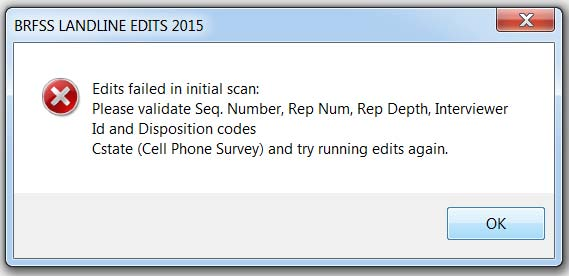 BRFSS LANDLINE EDITS 2015
Edits failed in initial scan:
Please validate Seq. Number, Rep Num, Rep Depth, Interviewer
Id and Disposition codes
Cstate (Cell Phone Survey) and try running edits again.
OK